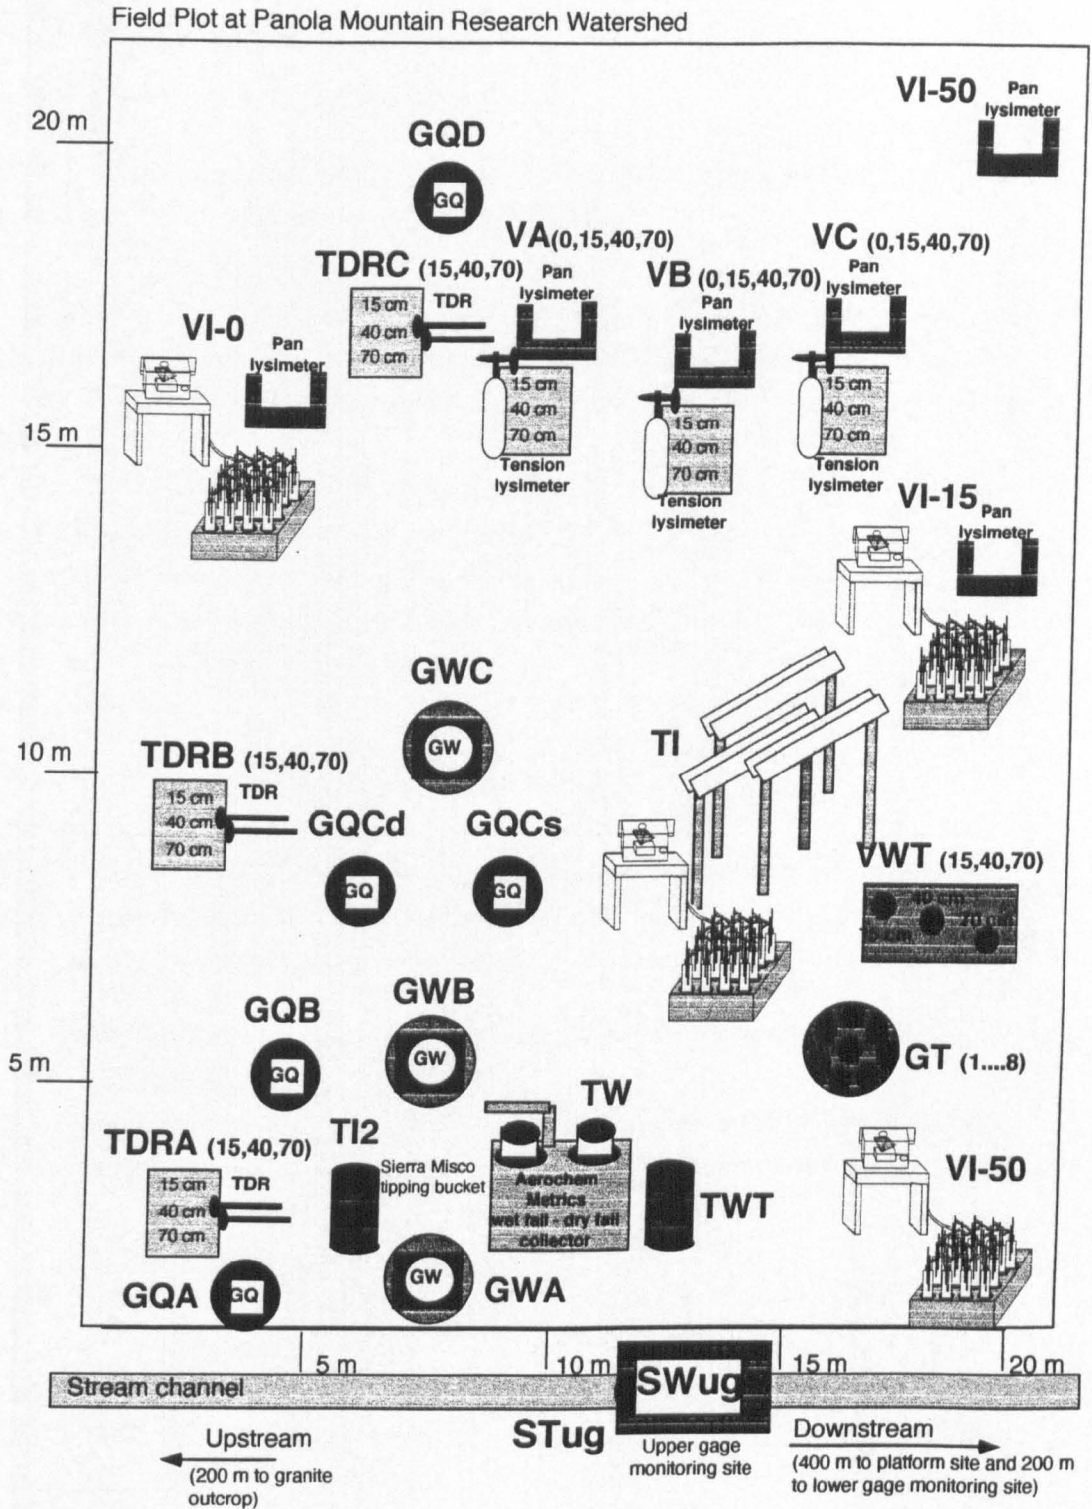 Field Plot at Panola Mountain Research Watershed
VI-50
Pan
lysimeter
20 m
GQD
GQ
VA(0,15,40,70)
VC (0,15,40,70)
TDRC (15,40,70)
Pan
lysimeter
VB (0,15,40,70)
Pan
lysimeter
15 cm
40 cm
70 cm
TDR
Pan
lysimeter
VI-0
Pan
lysimeter
15 cm
40 cm
70 cm
Tension
lysimeter
15 cm
40 cm
70 cm
Tension
lysimeter
15 cm
40 cm
70 cm
Tension
lysimeter
15 m
VI-15
Pan
lysimeter
GWC
GW
TI
10 m
TDRB (15,40,70)
15 cm
40 cm
70 cm
TDR
GQCd
GQ
GQCs
GQ
VWT (15,40,70)
40 cm
70 cm
15 cm
GWB
GW
GQB
GQ
5 m
GT (1....8)
TW
TDRA (15,40,70)
15 cm
40 cm
70 cm
TDR
TI2
Sierra Misco
tipping bucket
Aerochem
Metrics
wet fall - dry fall
collector
TWT
VI-50
GQA
GQ
GW
GWA
5 m
10 m
15 m
20 m
Stream channel
SWug
STug
Upper gage
monitoring site
Upstream
(200 m to granite
outcrop)
Downstream
(400 m to platform site and 200 m
to lower gage monitoring site)